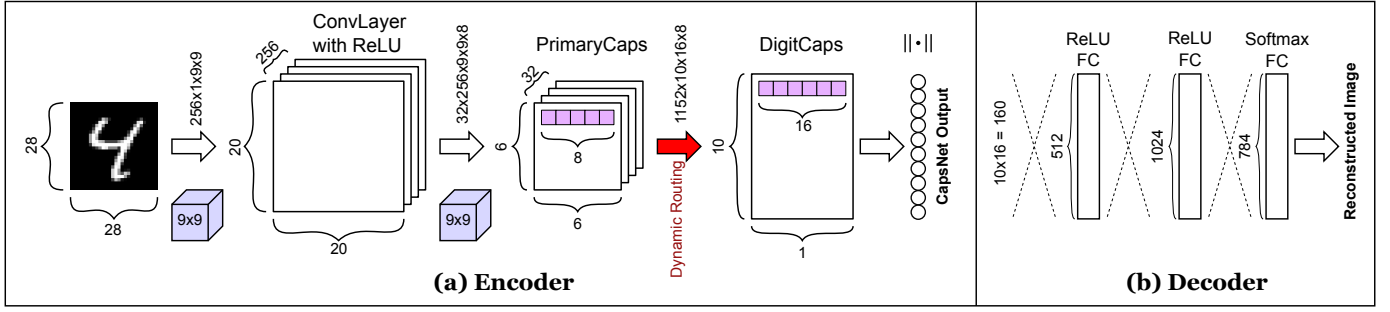 28
28
256x1x9x9
9x9
ConvLayer
with ReLU
256
20
20
32x256x9x9x8
9x9
PrimaryCaps
32
6
8
6
1152x10x16x8
Dynamic Routing
DigitCaps
10
16
1
||•||
CapsNet Output
(a) Encoder
10x16 = 160
ReLU
FC
512
ReLU
FC
1024
Softmax
FC
784
Reconstructed Image
(b) Decoder